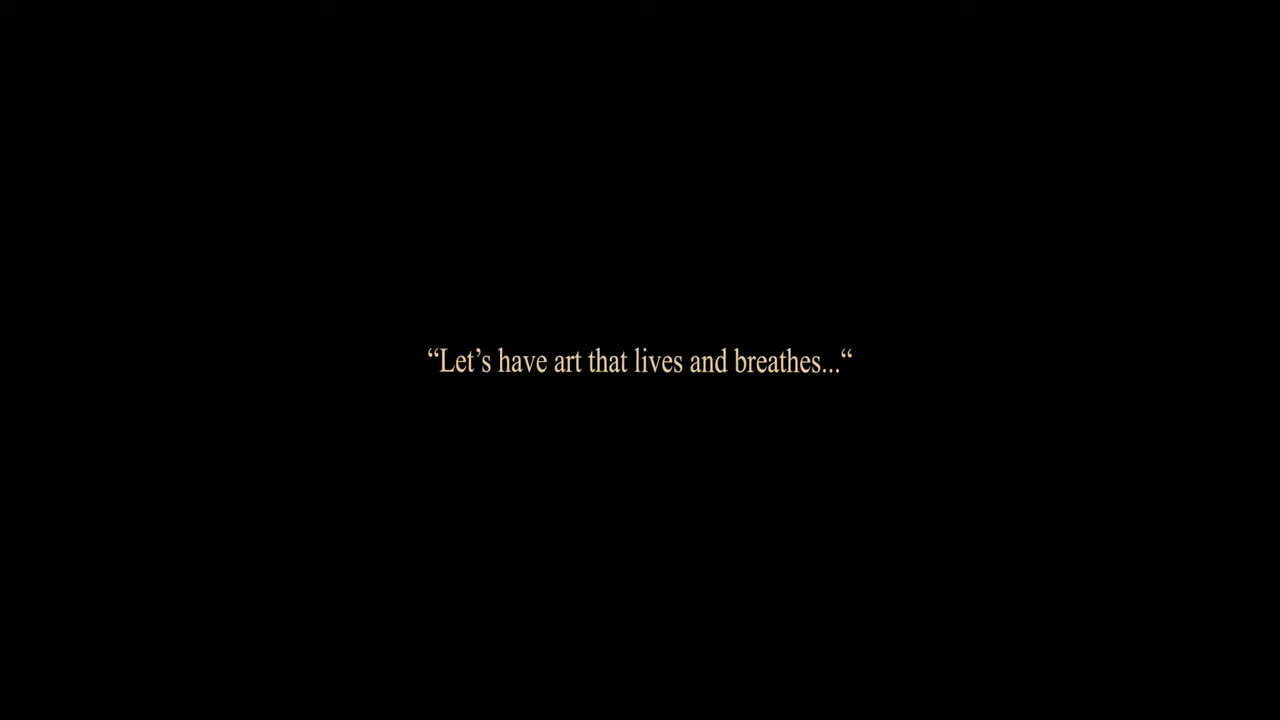 “Let’s have art that lives and breathes...“